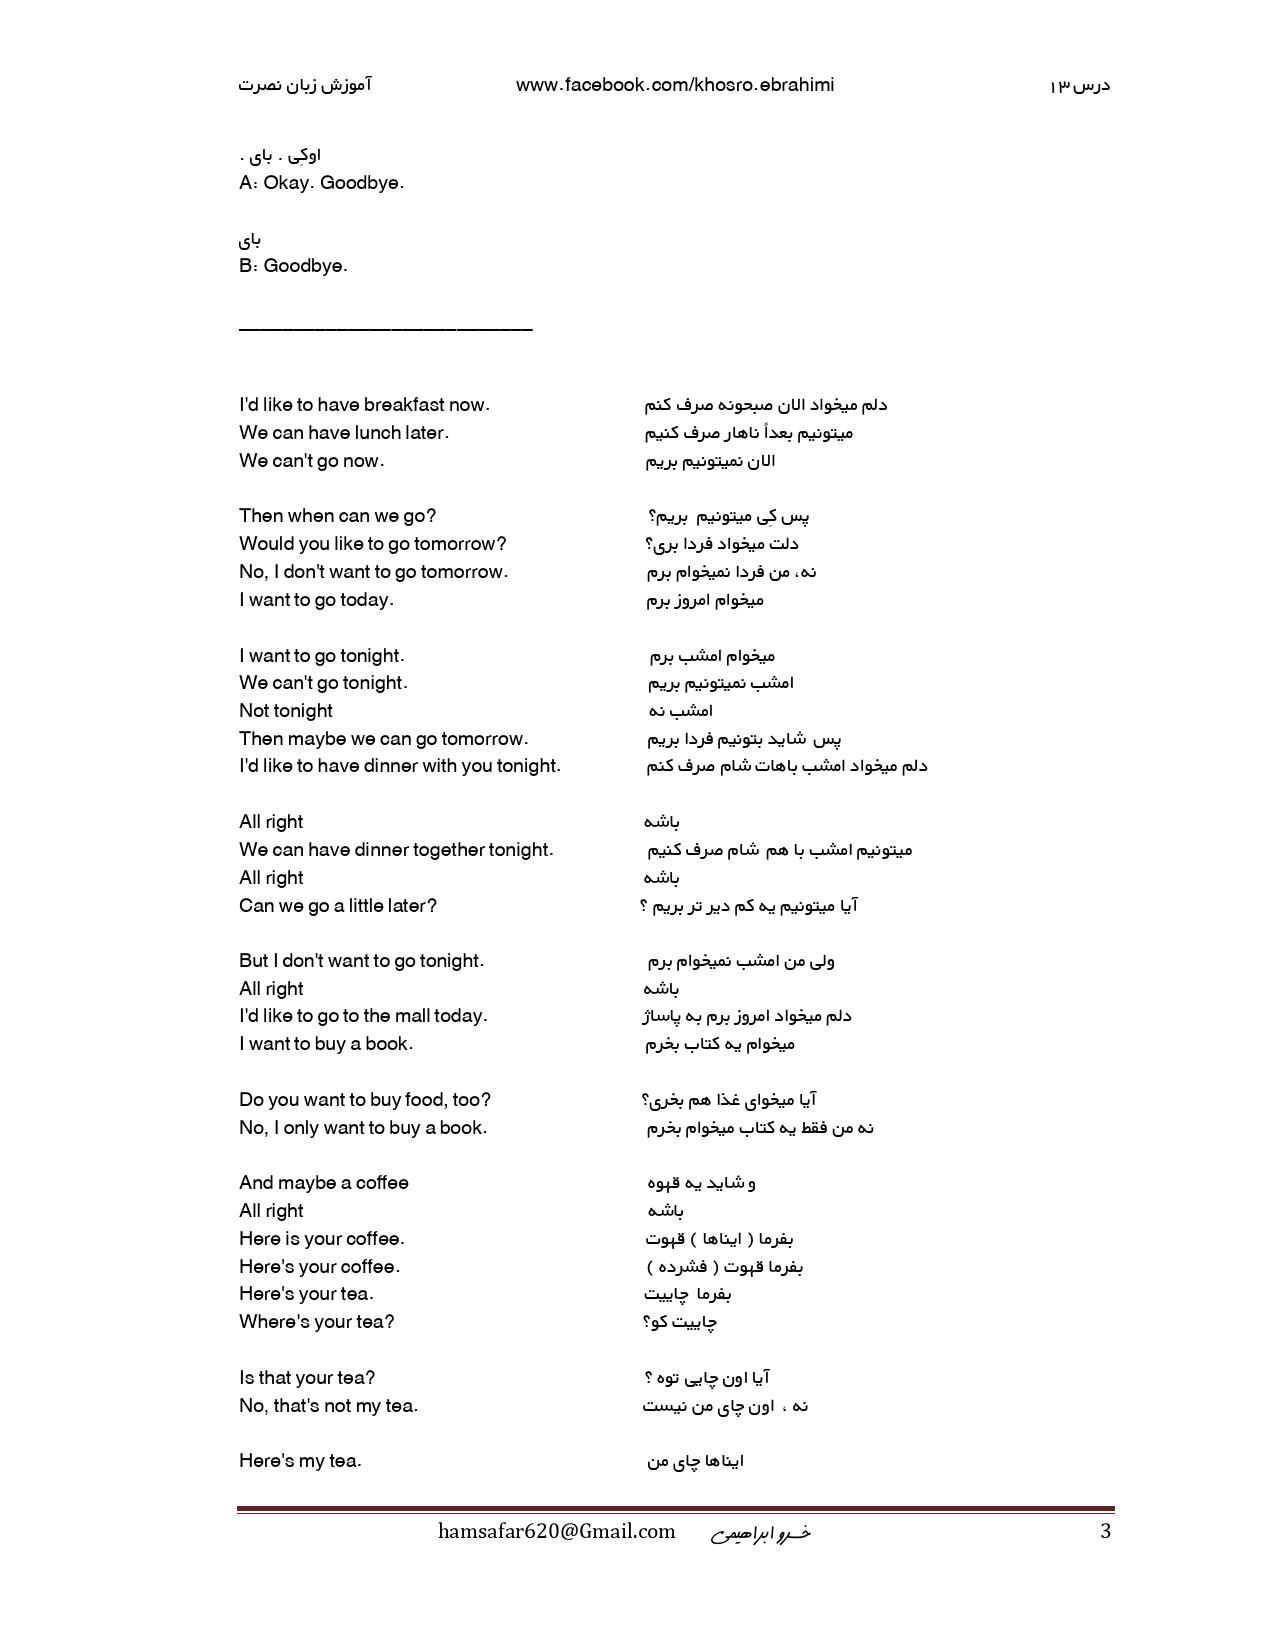 آموزش زبان نصرت www.facebook.com/khosro.ebrahimi درس ۱۳
اوکِی . بای .
A: Okay. Goodbye.
بای
B: Goodbye.
____________________________
I'd like to have breakfast now. دلم میخواد الان صبحونه صرف کنم
We can have lunch later. میتونیم بعداً ناهار صرف کنیم
We can't go now. الان نمیتونیم بریم
Then when can we go? پس کِی میتونیم بریم؟
Would you like to go tomorrow? دلت میخواد فردا بری؟
No, I don't want to go tomorrow. نه، من فردا نمیخوام برم
I want to go today. میخوام امروز برم
I want to go tonight. میخوام امشب برم
We can't go tonight. امشب نمیتونیم بریم
Not tonight امشب نه
Then maybe we can go tomorrow. پس شاید بتونیم فردا بریم
I'd like to have dinner with you tonight. دلم میخواد امشب باهات شام صرف کنم
All right باشه
We can have dinner together tonight. میتونیم امشب با هم شام صرف کنیم
All right باشه
Can we go a little later? آیا میتونیم یه کم دیر تر بریم ؟
But I don't want to go tonight. ولی من امشب نمیخوام برم
All right باشه
I'd like to go to the mall today. دلم میخواد امروز برم به پاساژ
I want to buy a book. میخوام یه کتاب بخرم
Do you want to buy food, too? آیا میخوای غذا هم بخری؟
No, I only want to buy a book. نه من فقط یه کتاب میخوام بخرم
And maybe a coffee و شاید یه قهوه
All right باشه
Here is your coffee. بفرما ( ایناها ) قهوت
Here's your coffee. بفرما قهوت ( فشرده )
Here's your tea. بفرما چاییت
Where's your tea? چاییت کو؟
Is that your tea? آیا اون چایی توه ؟
No, that's not my tea. نه ، اون چای من نیست
Here's my tea. ایناها چای من
hamsafar620@Gmail.com خسرو ابراهیمی 3